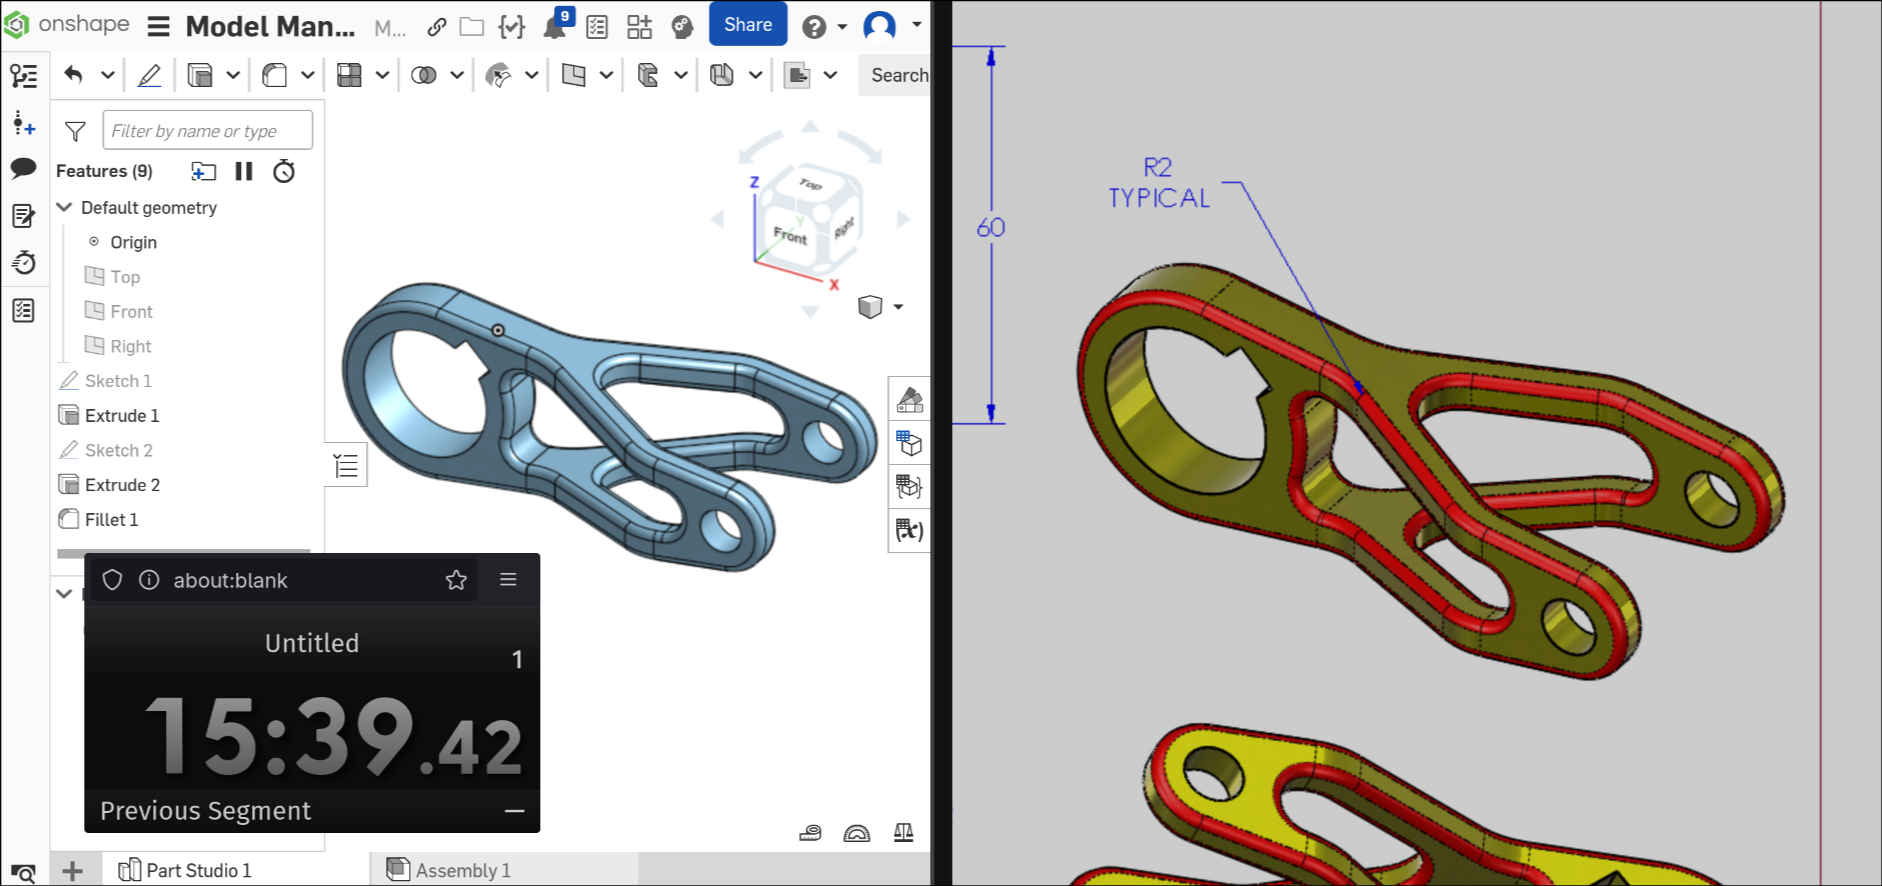 onshape
Model Man...
M...
9
Share
Search
Filter by name or type
Features (9)
Default geometry
Origin
Top
Front
Right
Sketch 1
Extrude 1
Sketch 2
Extrude 2
Fillet 1
Z
Top
Y
Front
Right
X
(x)
about:blank
Untitled
1
15:39.42
Previous Segment
—
Part Studio 1
Assembly 1
60
R2
TYPICAL